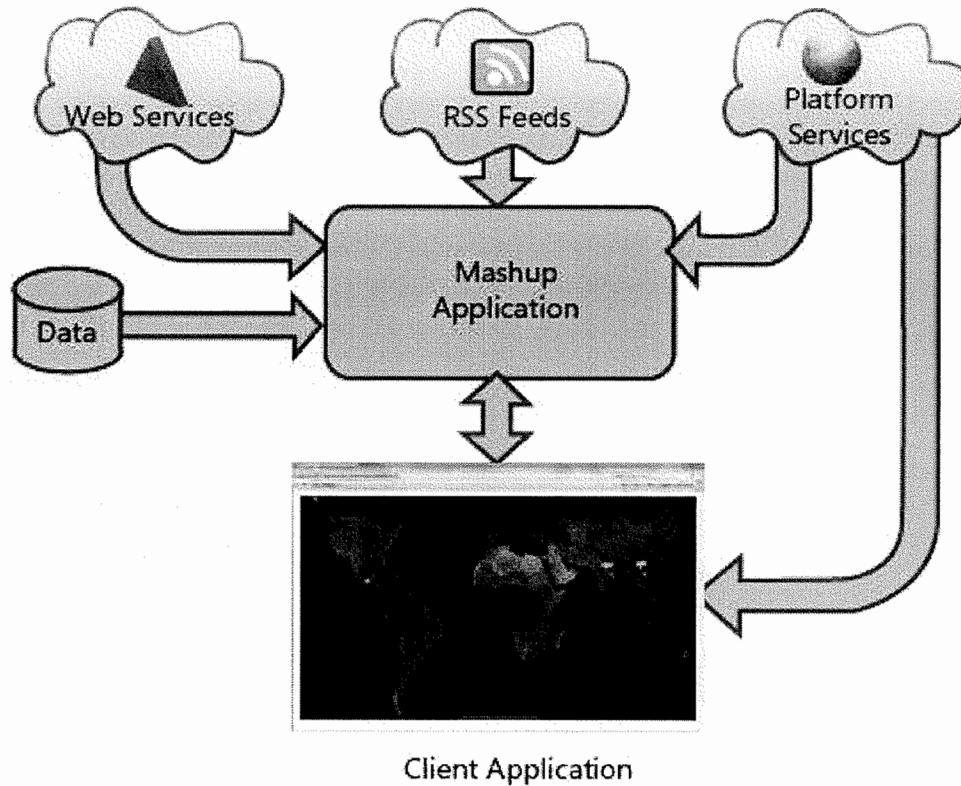 Web Services
RSS Feeds
Platform
Services
Mashup
Application
Data
Client Application